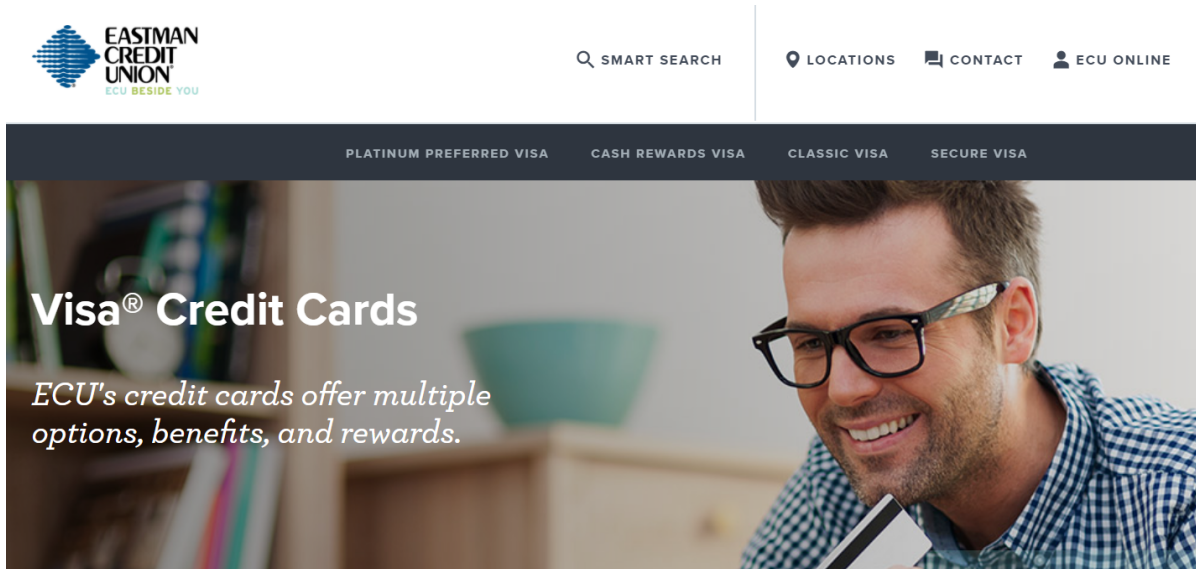 EASTMAN
CREDIT
UNION®
ECU BESIDE YOU
SMART SEARCH
LOCATIONS
CONTACT
ECU ONLINE
PLATINUM PREFERRED VISA
CASH REWARDS VISA
CLASSIC VISA
SECURE VISA
Visa® Credit Cards
ECU's credit cards offer multiple
options, benefits, and rewards.